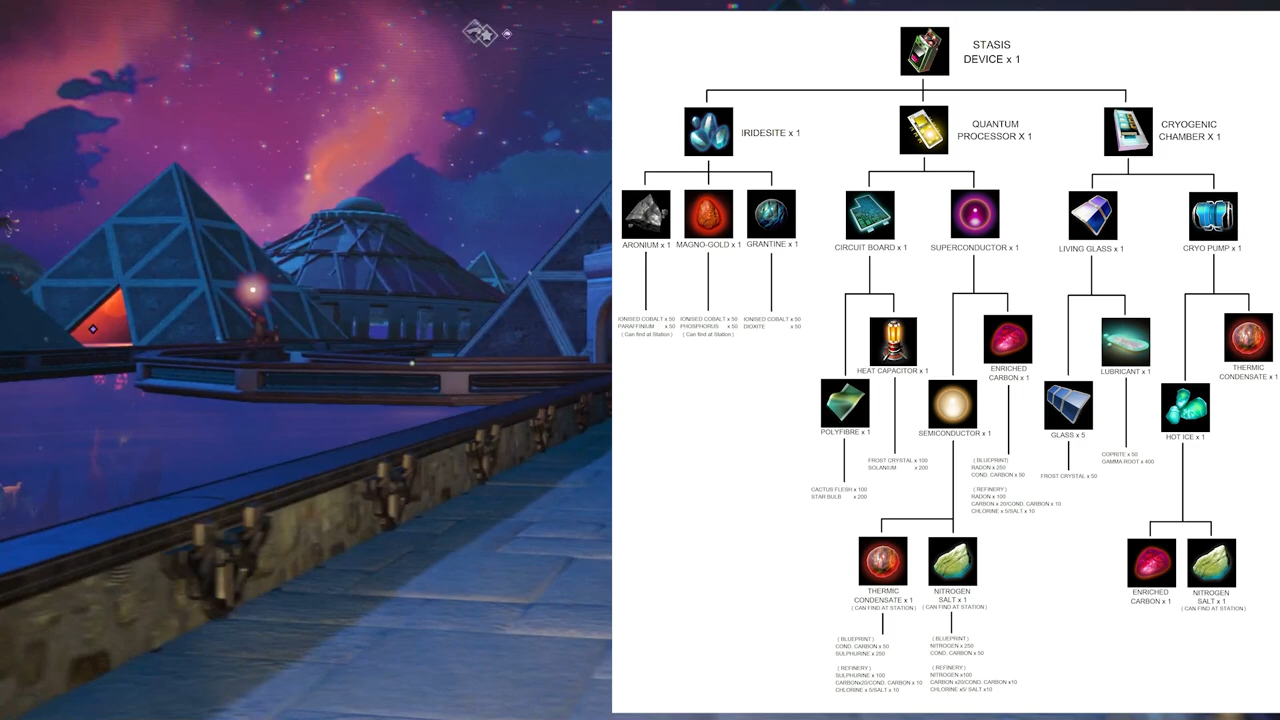 STASIS
DEVICE x 1
IRIDESITE x 1
QUANTUM
PROCESSOR X 1
CRYOGENIC
CHAMBER X 1
ARONIUM x 1
MAGNO-GOLD x 1
GRANTINE x 1
CIRCUIT BOARD x 1
SUPERCONDUCTOR x 1
LIVING GLASS x 1
CRYO PUMP x 1
IONISED COBALT x 50
PARAFFINIUM x 50
( Can find at Station )
IONISED COBALT x 50
PHOSPHORUS x 50
( Can find at Station )
IONISED COBALT x 50
DIOXITE x 50
HEAT CAPACITOR x 1
ENRICHED
CARBON x 1
LUBRICANT x 1
THERMIC
CONDENSATE x 1
POLYFIBRE x 1
SEMICONDUCTOR x 1
GLASS x 5
HOT ICE x 1
FROST CRYSTAL x 100
SOLANIUM x 200
( BLUEPRINT)
RADON x 250
COND. CARBON x 50
( REFINERY )
RADON x 100
CARBON x 20/COND. CARBON x 10
CHLORINE x 5/SALT x 10
FROST CRYSTAL x 50
COPRITE x 50
GAMMA ROOT x 400
CACTUS FLESH x 100
STAR BULB x 200
THERMIC
CONDENSATE x 1
( CAN FIND AT STATION )
NITROGEN
SALT x 1
( CAN FIND AT STATION )
ENRICHED
CARBON x 1
NITROGEN
SALT x 1
( CAN FIND AT STATION )
( BLUEPRINT )
COND. CARBON x 50
SULPHURINE x 250
( REFINERY )
SULPHURINE x 100
CARBONx20/COND. CARBON x 10
CHLORINE x 5/SALT x 10
( BLUEPRINT )
NITROGEN x 250
COND. CARBON x 50
( REFINERY )
NITROGEN x100
CARBON x20/COND. CARBON x10
CHLORINE x5/ SALT x10